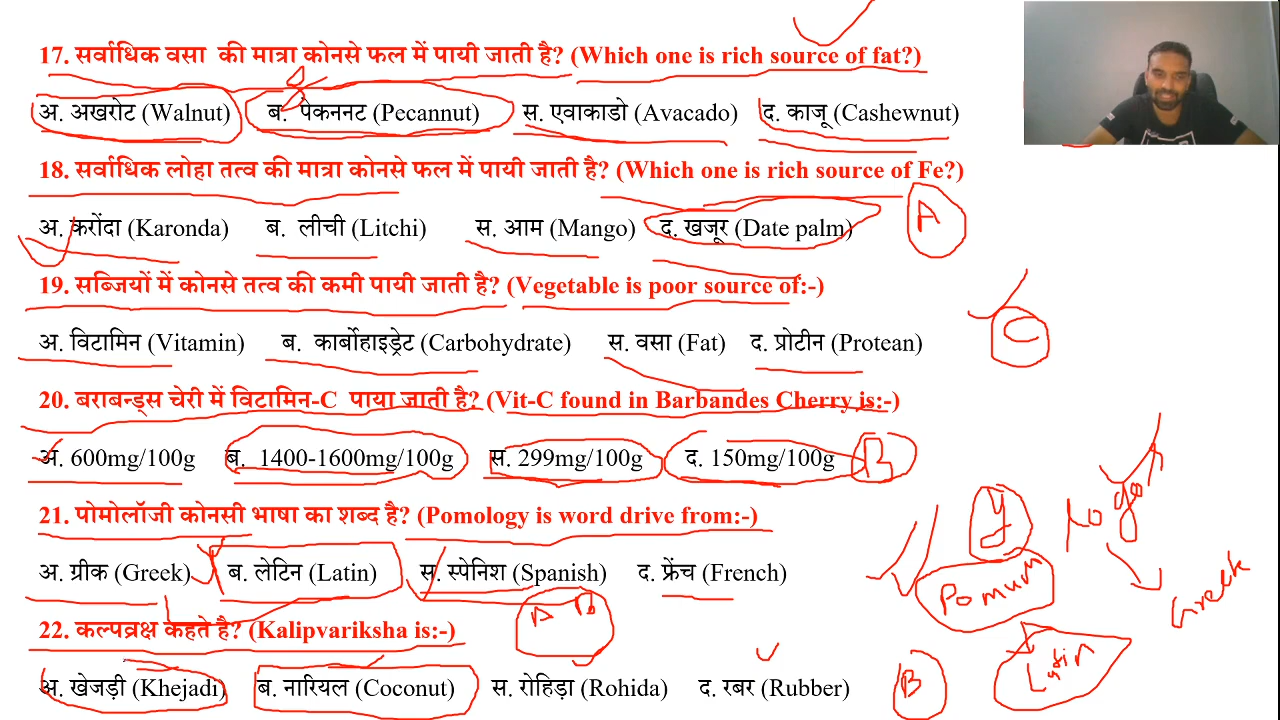 17. सर्वाधिक वसा की मात्रा कोनसे फल में पायी जाती है? (Which one is rich source of fat?)
अ. अखरोट (Walnut) ब. पेकननट (Pecannut) स. एवाकाडो (Avacado) द. काजू (Cashewnut)
18. सर्वाधिक लोहा तत्व की मात्रा कोनसे फल में पायी जाती है? (Which one is rich source of Fe?)
अ. करोंदा (Karonda) ब. लीची (Litchi) स. आम (Mango) द. खजूर (Date palm) A
19. सब्जियों में कोनसे तत्व की कमी पायी जाती है? (Vegetable is poor source of:-)
C
अ. विटामिन (Vitamin) ब. कार्बोहाइड्रेट (Carbohydrate) स. वसा (Fat) द. प्रोटीन (Protean)
20. बराबन्ड्स चेरी में विटामिन-C पाया जाती है? (Vit-C found in Barbandes Cherry is:-)
अ. 600mg/100g ब. 1400-1600mg/100g स. 299mg/100g द. 150mg/100g B
21. पोमोलॉजी कोनसी भाषा का शब्द है? (Pomology is word drive from:-)
अ. ग्रीक (Greek) ब. लेटिन (Latin) स. स्पेनिश (Spanish) द. फ्रेंच (French)
Pomum Greek
A B
22. कल्पव्रक्ष कहते है? (Kalipvariksha is:-)
Latin
अ. खेजड़ी (Khejadi) ब. नारियल (Coconut) स. रोहिड़ा (Rohida) द. रबर (Rubber) B